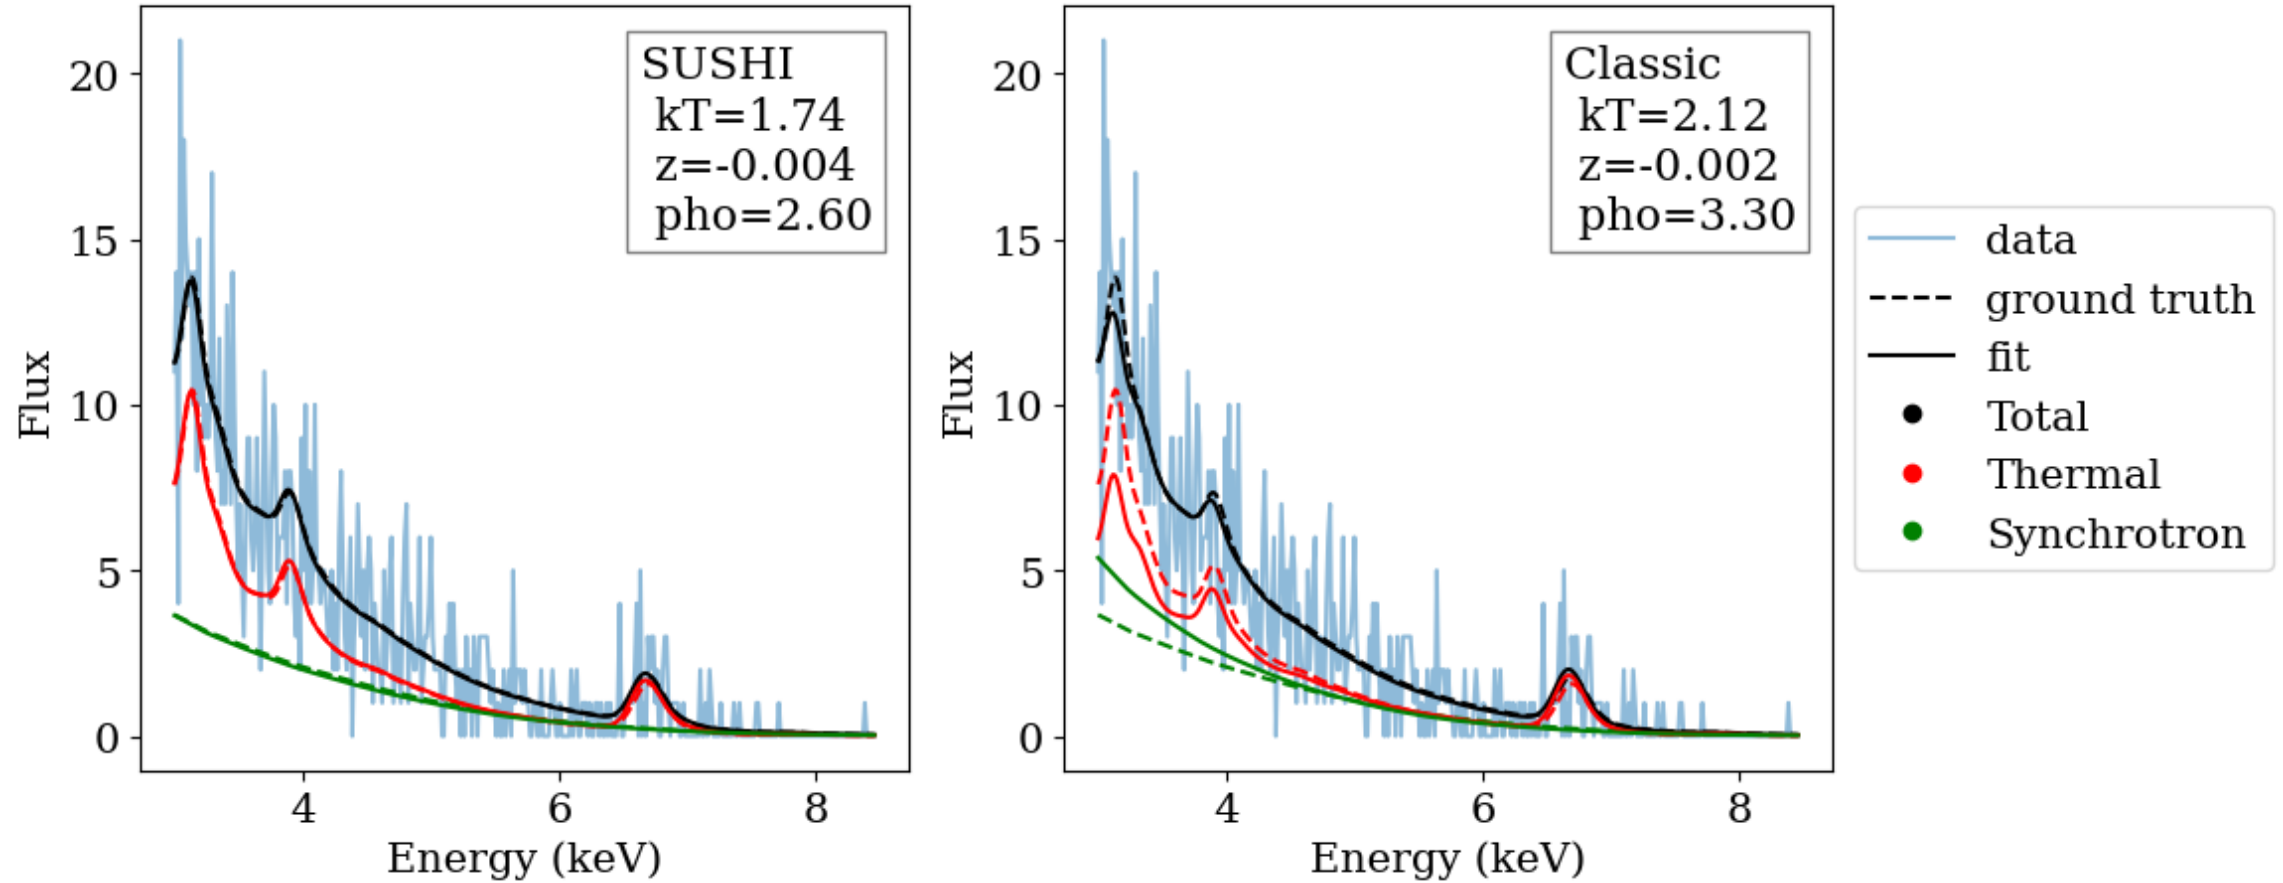 SUSHI
kT=1.74
z=-0.004
pho=2.60
20
15
10
5
0
Flux
4 6 8
Energy (keV)
Classic
kT=2.12
z=-0.002
pho=3.30
20
15
10
5
0
Flux
4 6 8
Energy (keV)
data
ground truth
fit
Total
Thermal
Synchrotron